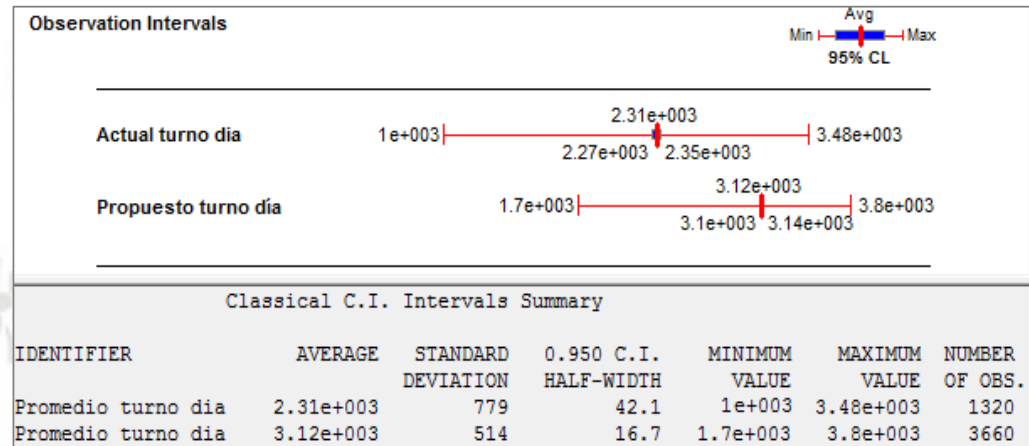 Observation Intervals
Avg
Min Max
95% CL
2.31e+003
Actual turno dia 1e+003 3.48e+003
2.27e+003 2.35e+003
3.12e+003
Propuesto turno día 1.7e+003 3.8e+003
3.1e+003 3.14e+003
Classical C.I. Intervals Summary
IDENTIFIER AVERAGE STANDARD 0.950 C.I. MINIMUM MAXIMUM NUMBER
DEVIATION HALF-WIDTH VALUE VALUE OF OBS.
Promedio turno dia 2.31e+003 779 42.1 1e+003 3.48e+003 1320
Promedio turno dia 3.12e+003 514 16.7 1.7e+003 3.8e+003 3660